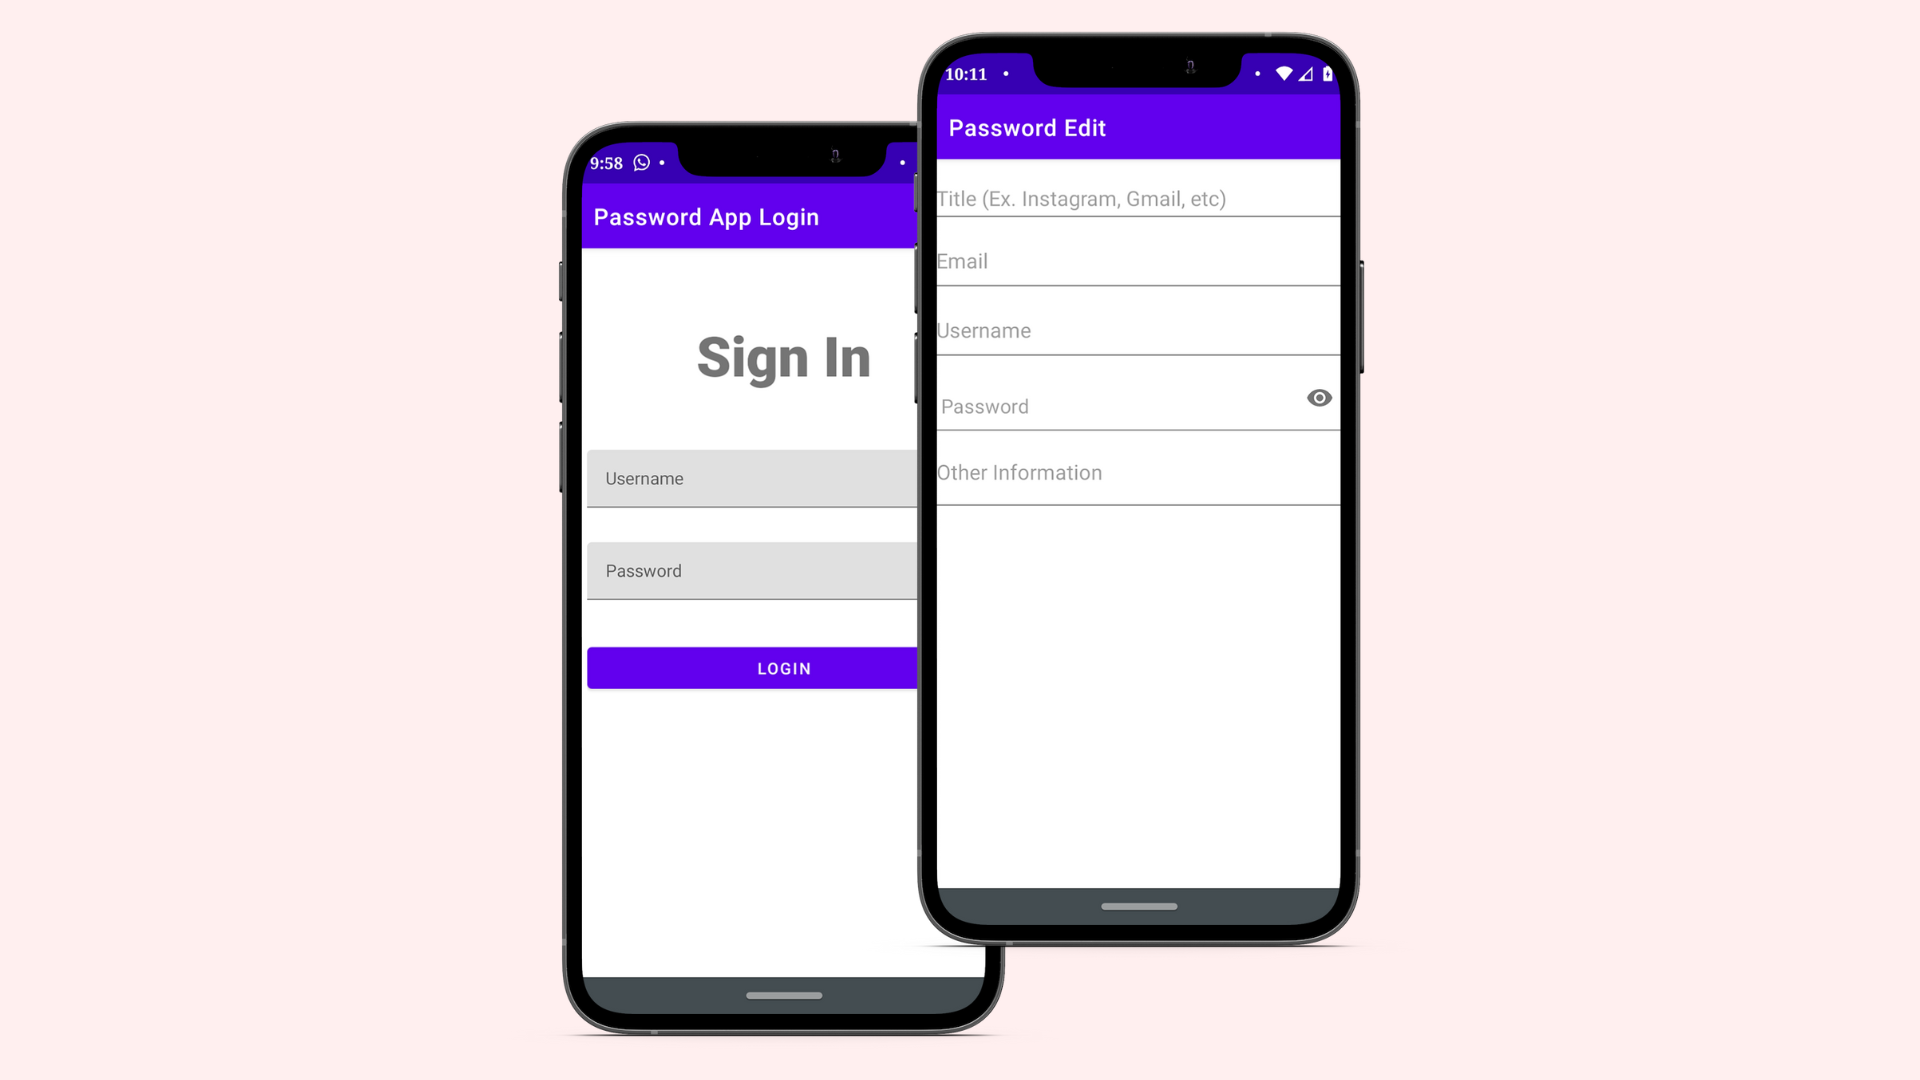 9:58
Password App Login
Sign In
Username
Password
LOGIN
10:11
Password Edit
Title (Ex. Instagram, Gmail, etc)
Email
Username
Password
Other Information